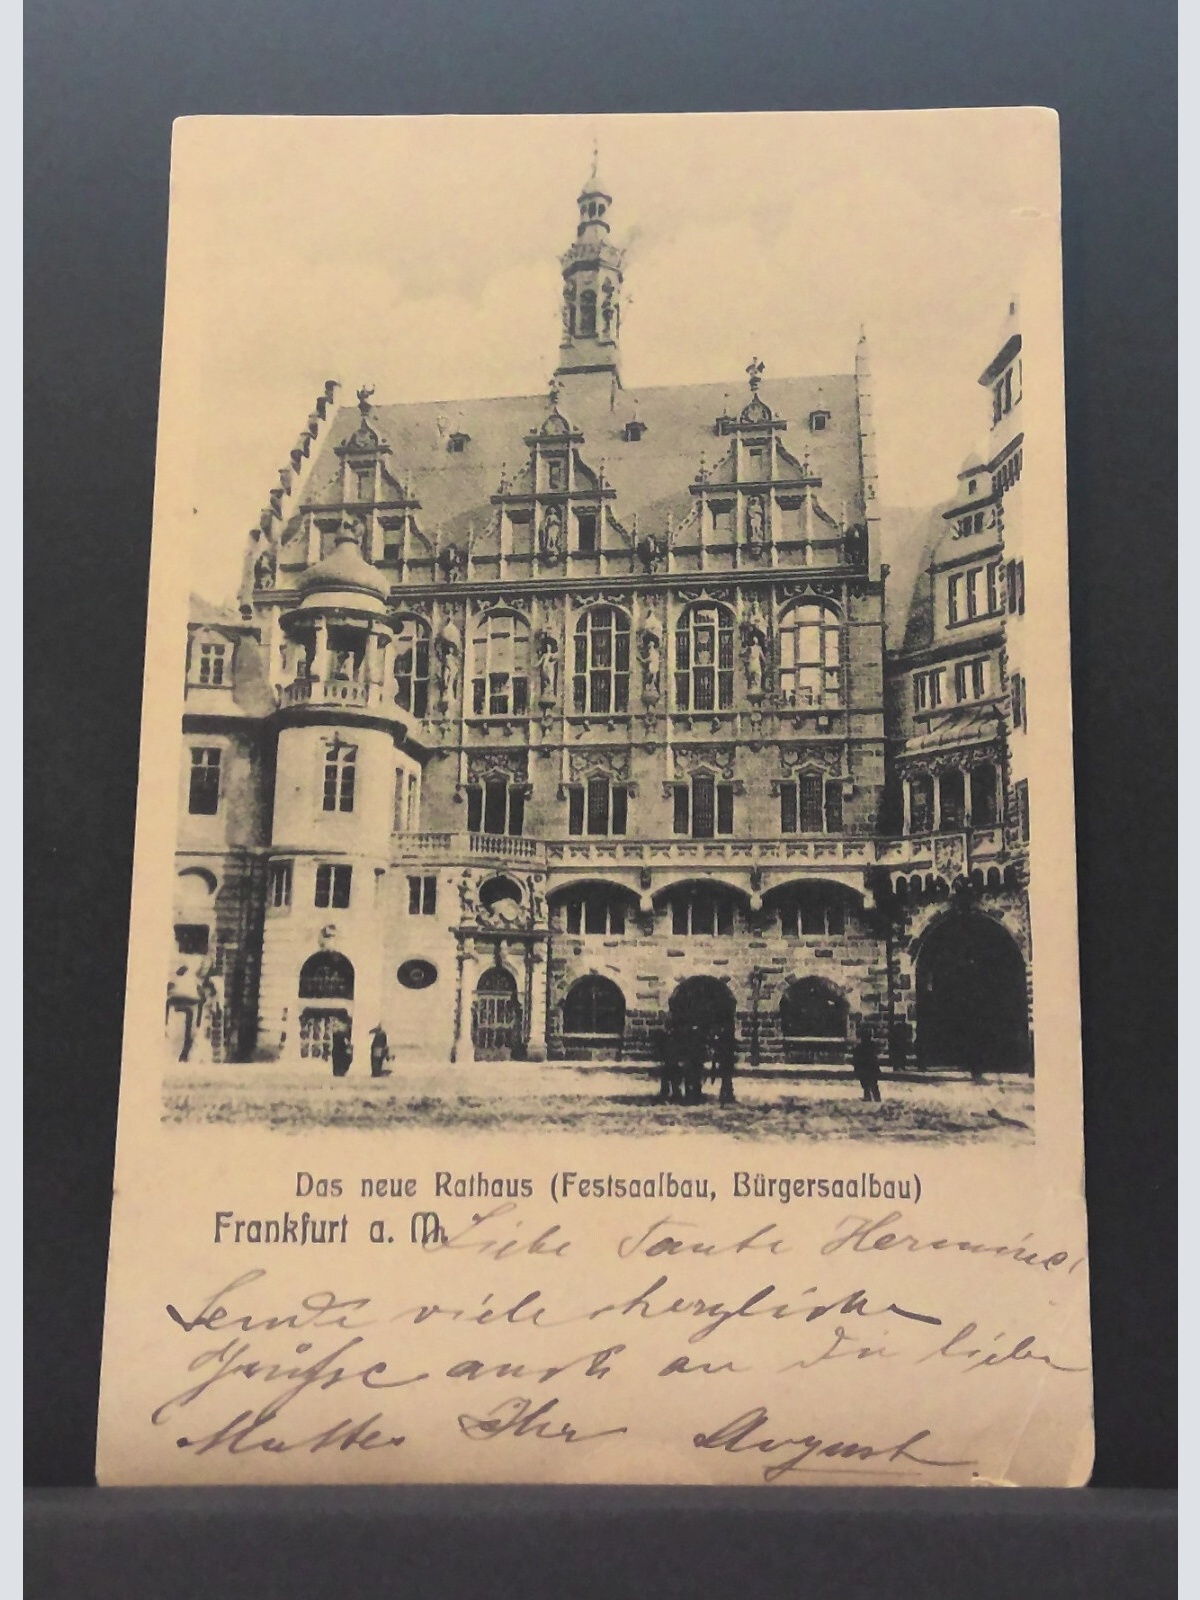 Das neue Rathaus (Festsaalbau, Bürgersaalbau)
Frankfurt a. M. Liebe Tante Hermine,
Sende viele herzliche
Grüße auch an die liebe
Mutter Ihr August.